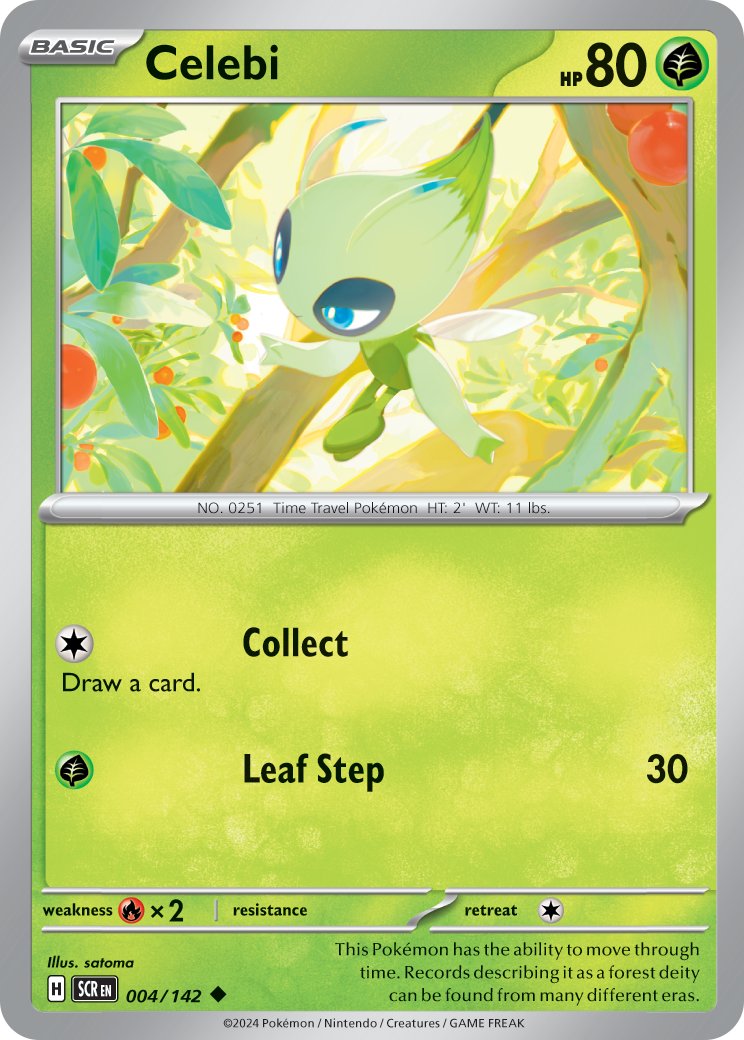 BASIC
Celebi
HP 80
NO. 0251 Time Travel Pokémon HT: 2' WT: 11 lbs.
Collect
Draw a card.
Leaf Step 30
weakness ×2 resistance retreat
Illus. satoma
This Pokémon has the ability to move through
time. Records describing it as a forest deity
can be found from many different eras.
H SCR EN 004/142
©2024 Pokémon / Nintendo / Creatures / GAME FREAK